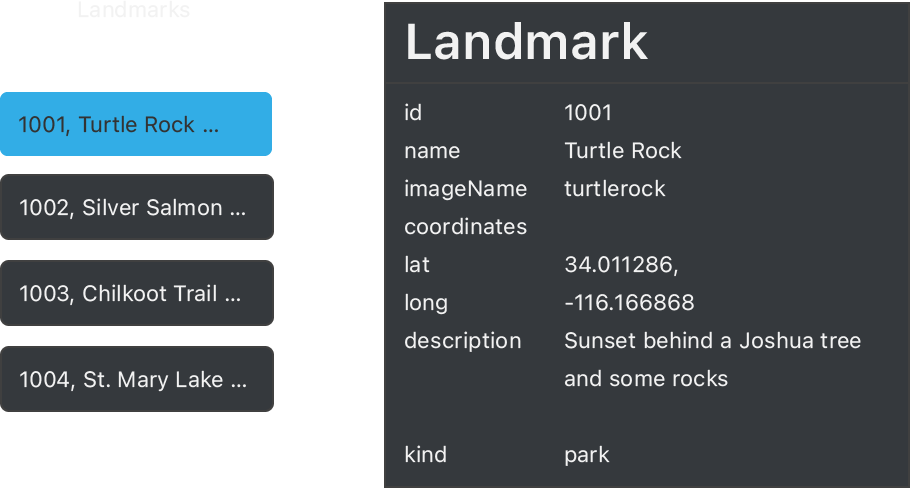 Landmarks
1001, Turtle Rock ...
1002, Silver Salmon ...
1003, Chilkoot Trail ...
1004, St. Mary Lake ...
Landmark
id 1001
name Turtle Rock
imageName turtlerock
coordinates
lat 34.011286,
long -116.166868
description Sunset behind a Joshua tree
and some rocks
kind park